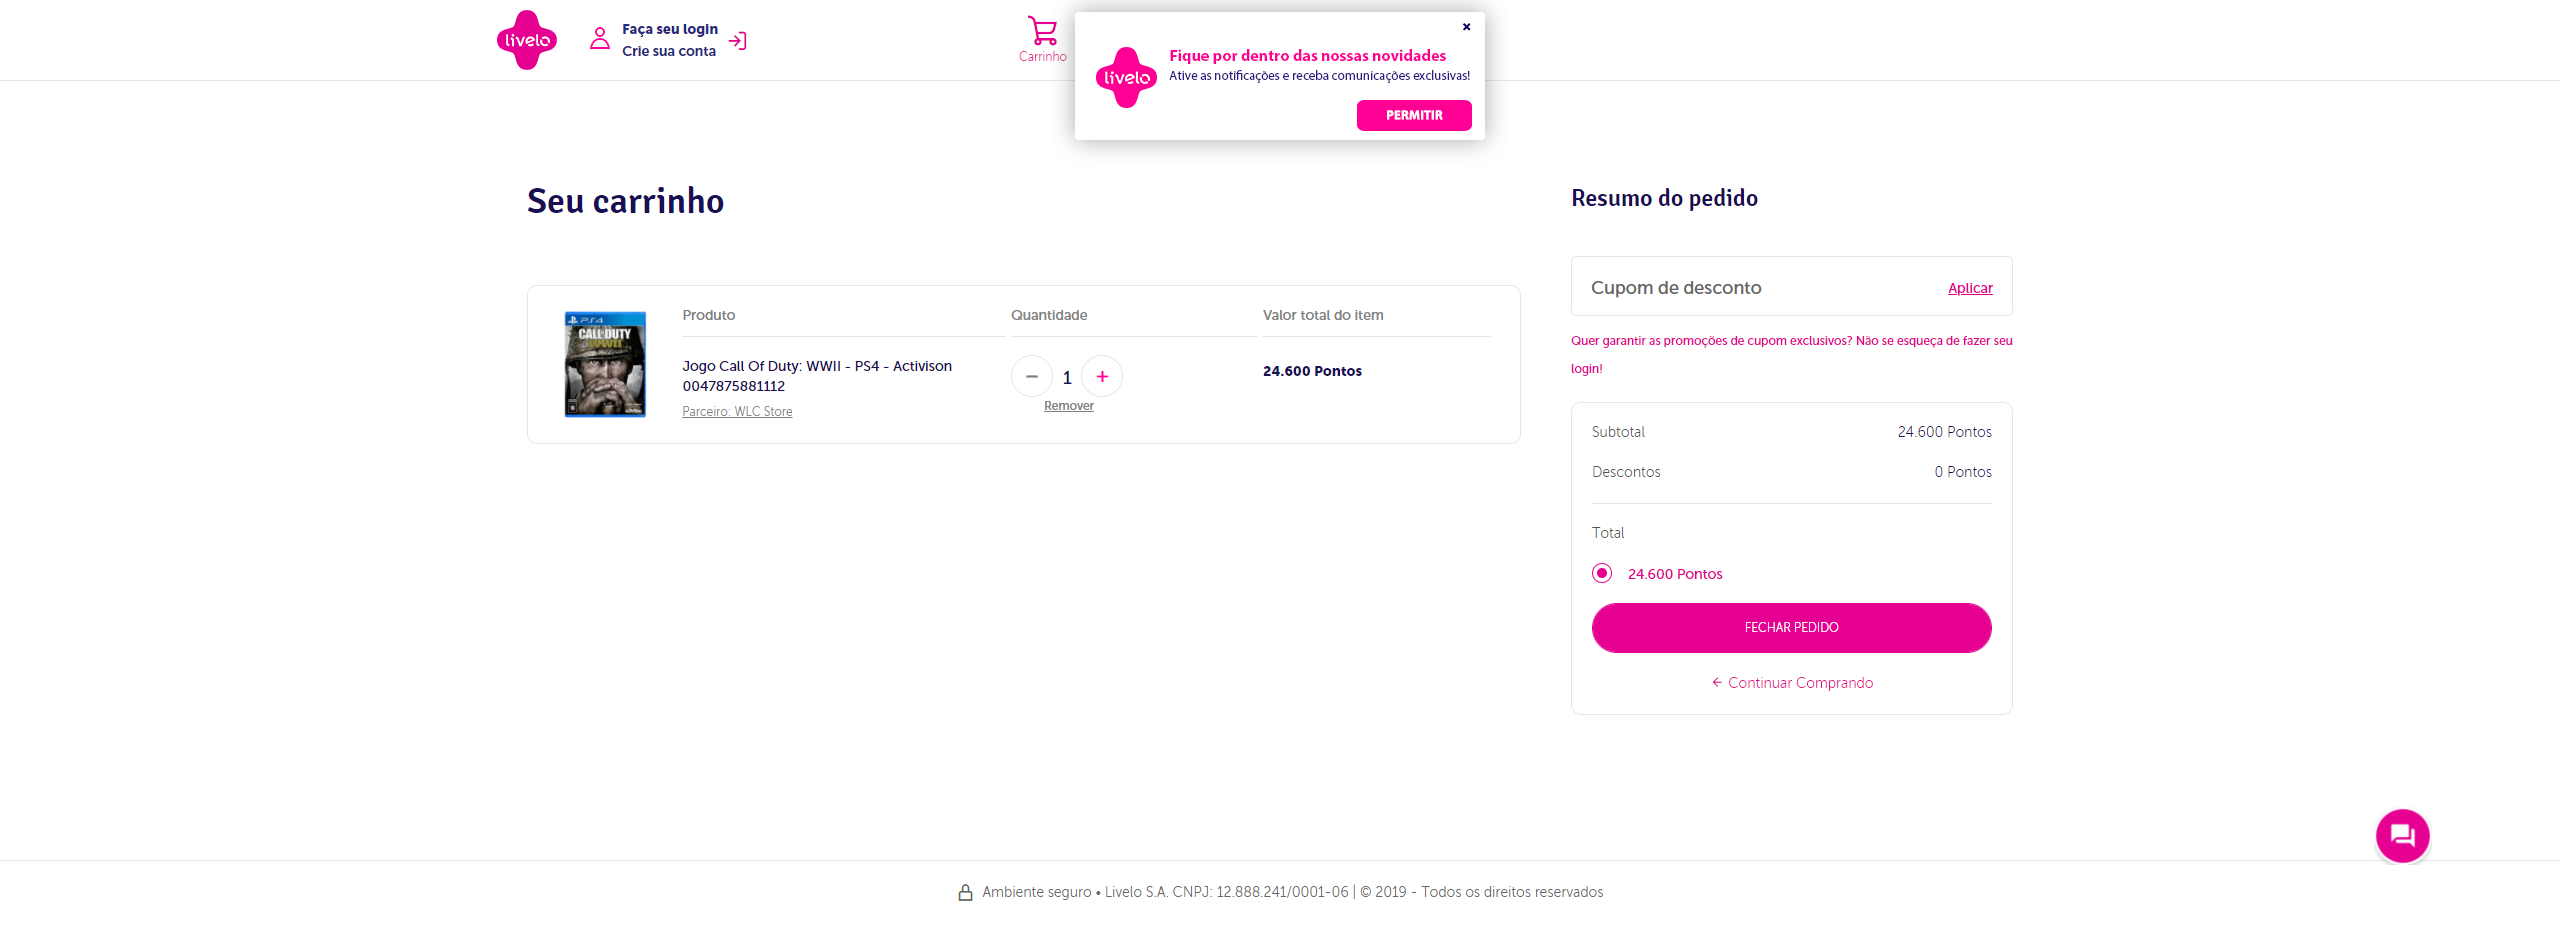 livelo
Faça seu login
Crie sua conta
Carrinho
×
livelo
Fique por dentro das nossas novidades
Ative as notificações e receba comunicações exclusivas!
PERMITIR
Seu carrinho
Resumo do pedido
Produto
Quantidade
Valor total do item
PS4
CALL DUTY
WWII
Jogo Call Of Duty: WWII - PS4 - Activison
0047875881112
Parceiro: WLC Store
1
Remover
24.600 Pontos
Cupom de desconto
Aplicar
Quer garantir as promoções de cupom exclusivos? Não se esqueça de fazer seu
login!
Subtotal
24.600 Pontos
Descontos
0 Pontos
Total
24.600 Pontos
FECHAR PEDIDO
Continuar Comprando
Ambiente seguro • Livelo S.A. CNPJ: 12.888.241/0001-06 | © 2019 - Todos os direitos reservados